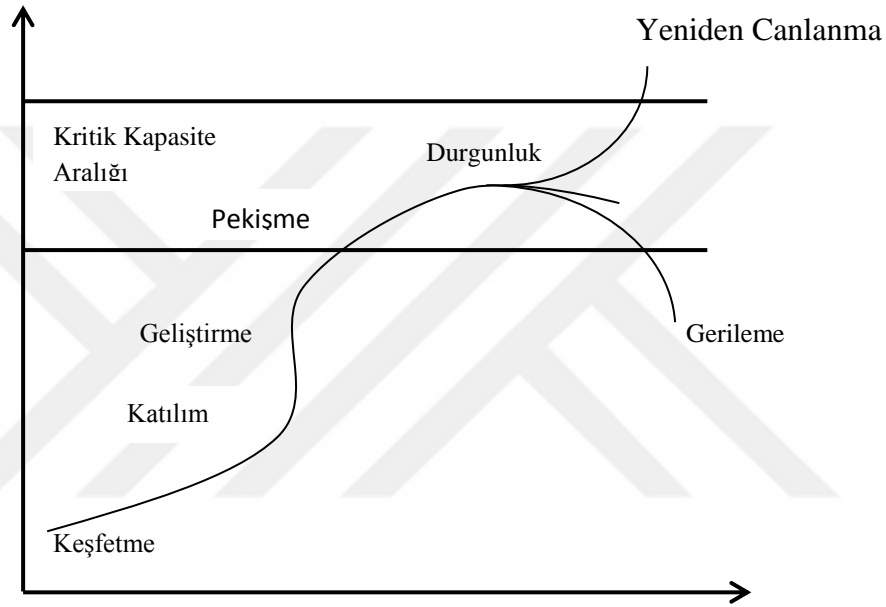 Yeniden Canlanma
Kritik Kapasite
Aralığı
Durgunluk
Pekişme
Geliştirme
Gerileme
Katılım
Keşfetme